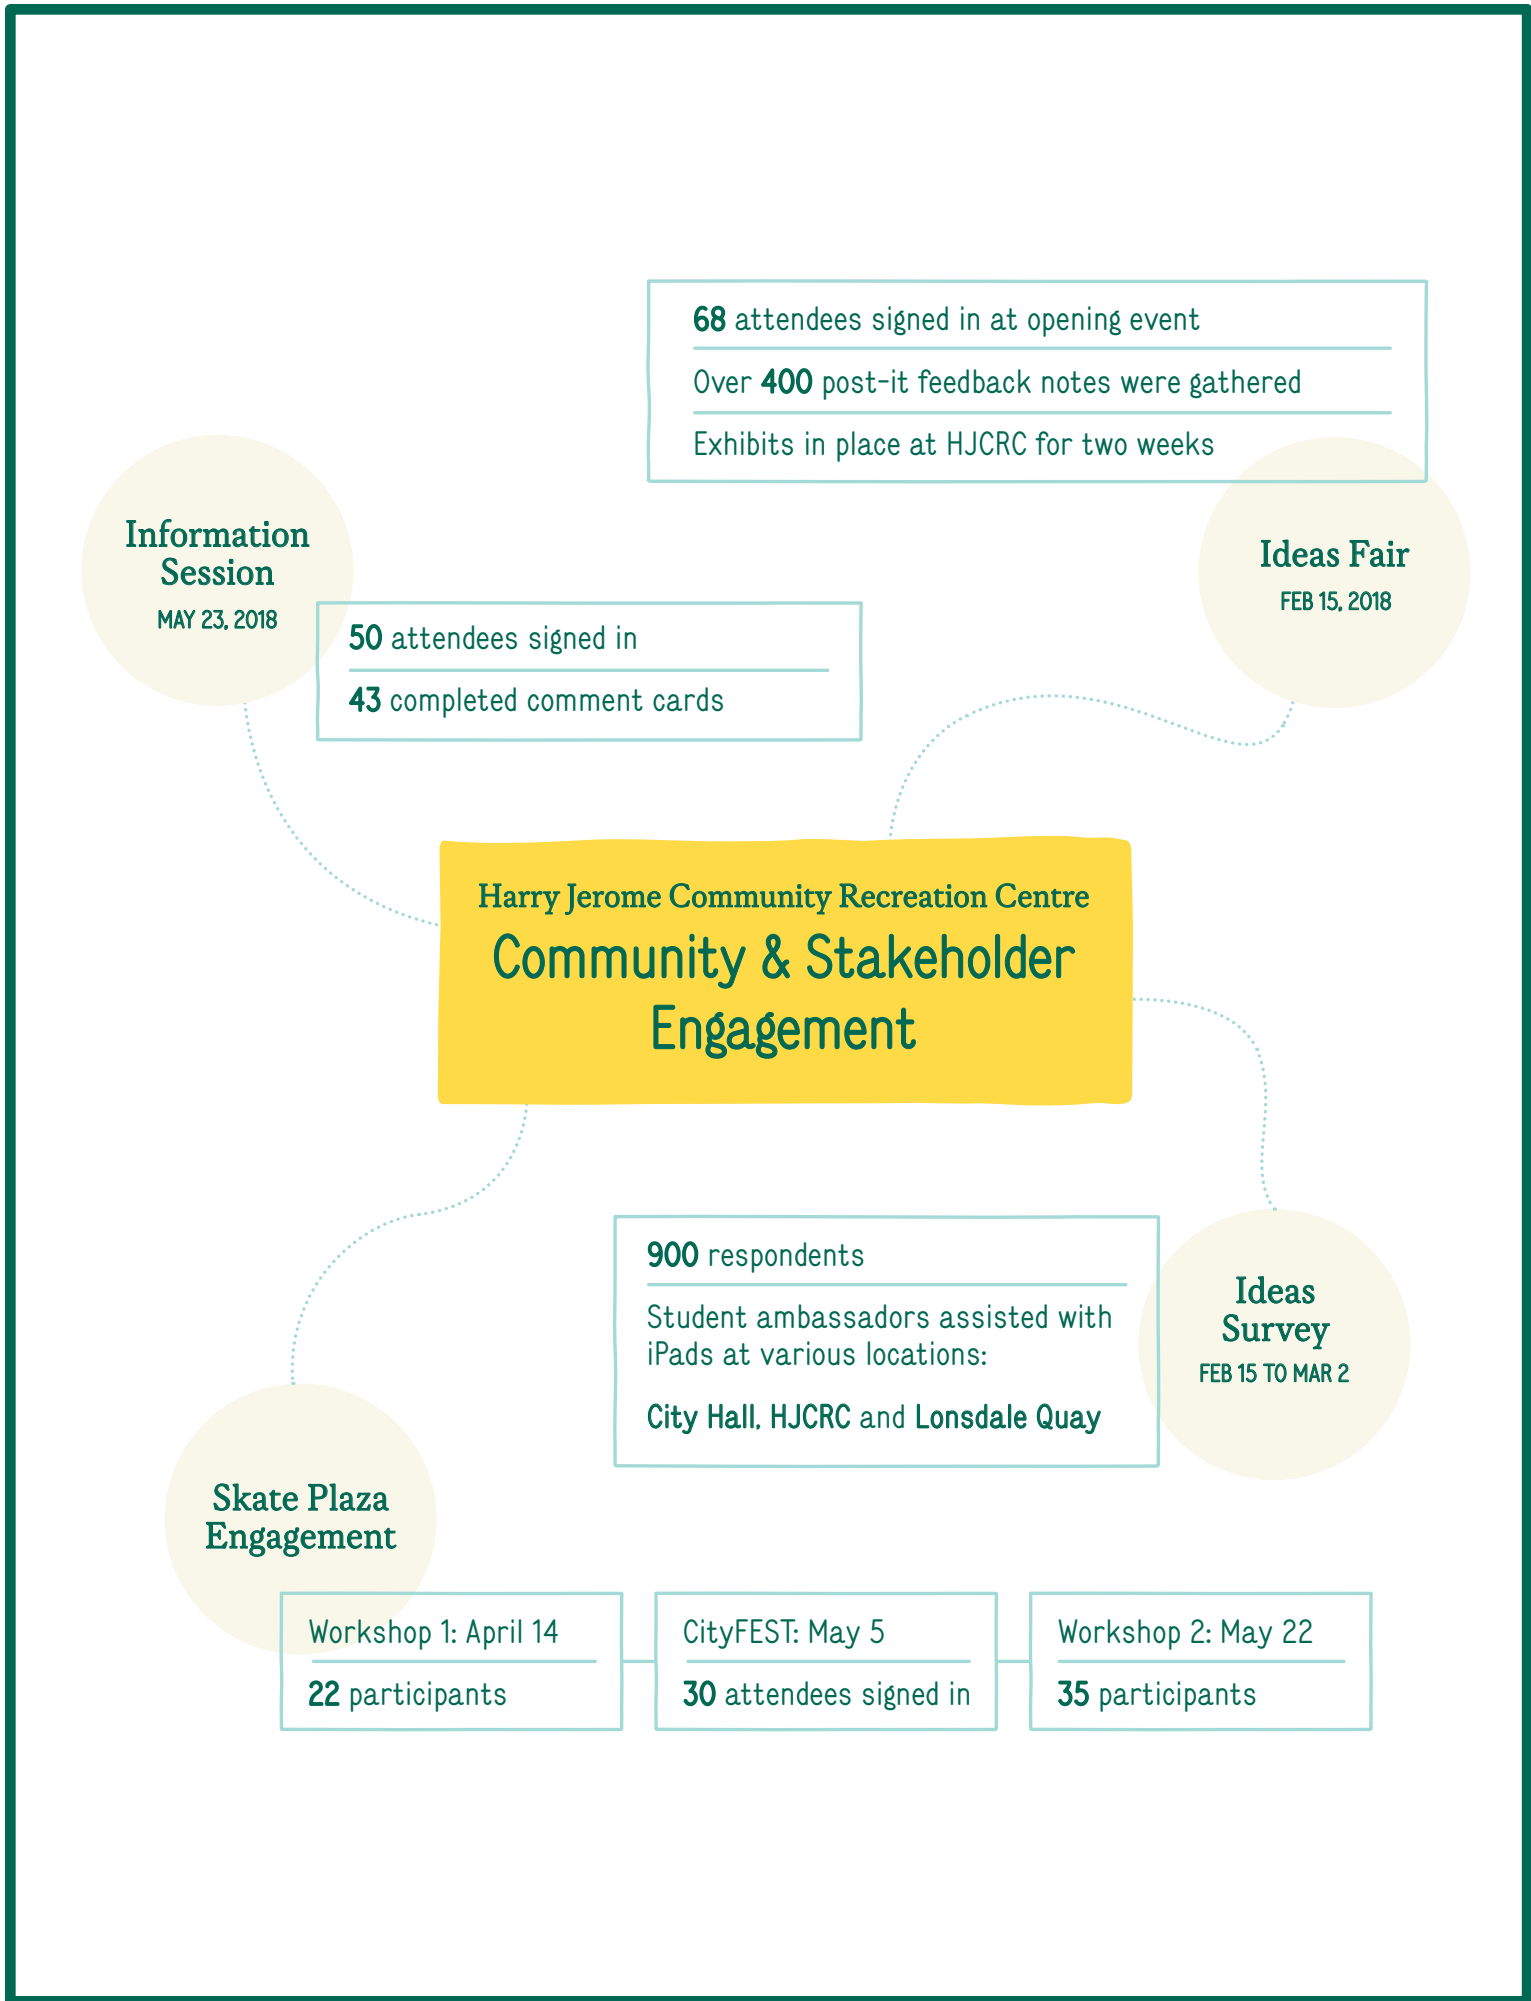 68 attendees signed in at opening event
Over 400 post-it feedback notes were gathered
Exhibits in place at HJCRC for two weeks
Ideas Fair
FEB 15, 2018
Information
Session
MAY 23, 2018
50 attendees signed in
43 completed comment cards
Harry Jerome Community Recreation Centre
Community & Stakeholder
Engagement
900 respondents
Student ambassadors assisted with
iPads at various locations:
City Hall, HJCRC and Lonsdale Quay
Ideas
Survey
FEB 15 TO MAR 2
Skate Plaza
Engagement
Workshop 1: April 14
22 participants
CityFEST: May 5
30 attendees signed in
Workshop 2: May 22
35 participants